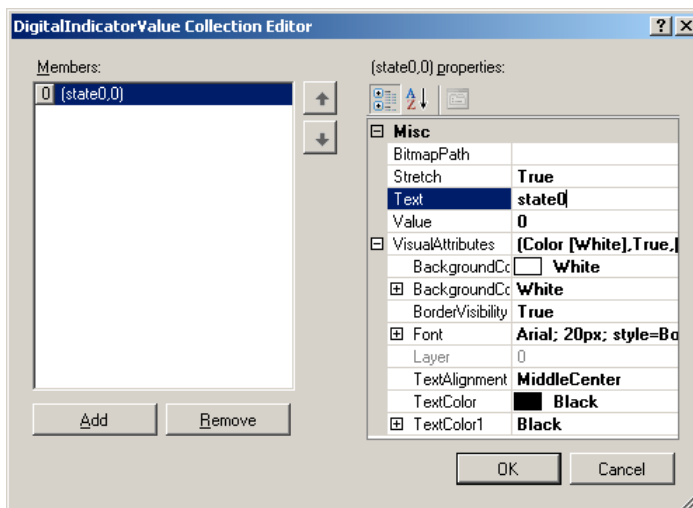 DigitalIndicatorValue Collection Editor
Members:
(state0,0) properties:
0 (state0,0)
Misc
BitmapPath
Stretch True
Text state0
Value 0
VisualAttributes (Color [White],True,[
BackgroundCo White
BackgroundCo White
BorderVisibility True
Font Arial; 20px; style=Bo
Layer 0
TextAlignment MiddleCenter
TextColor Black
TextColor1 Black
Add Remove
OK Cancel